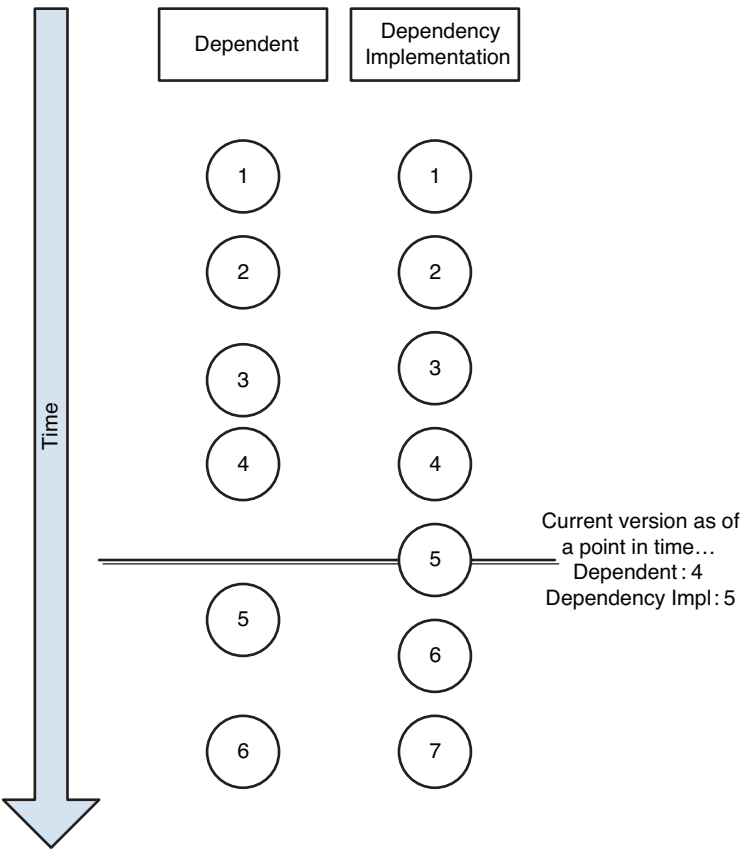 Dependent
Dependency
Implementation
1
1
2
2
3
3
4
4
Time
Current version as of
a point in time...
Dependent: 4
Dependency Impl: 5
5
5
6
6
7